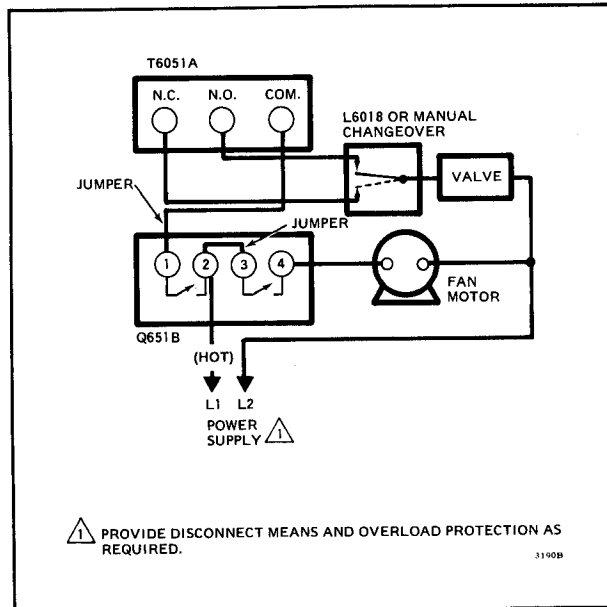 T6051A
N.C. N.O. COM.
L6018 OR MANUAL
CHANGEOVER
VALVE
JUMPER
JUMPER
1 2 3 4
FAN
MOTOR
Q651B
(HOT)
L1 L2
POWER
SUPPLY 1
1 PROVIDE DISCONNECT MEANS AND OVERLOAD PROTECTION AS
REQUIRED.
3190B